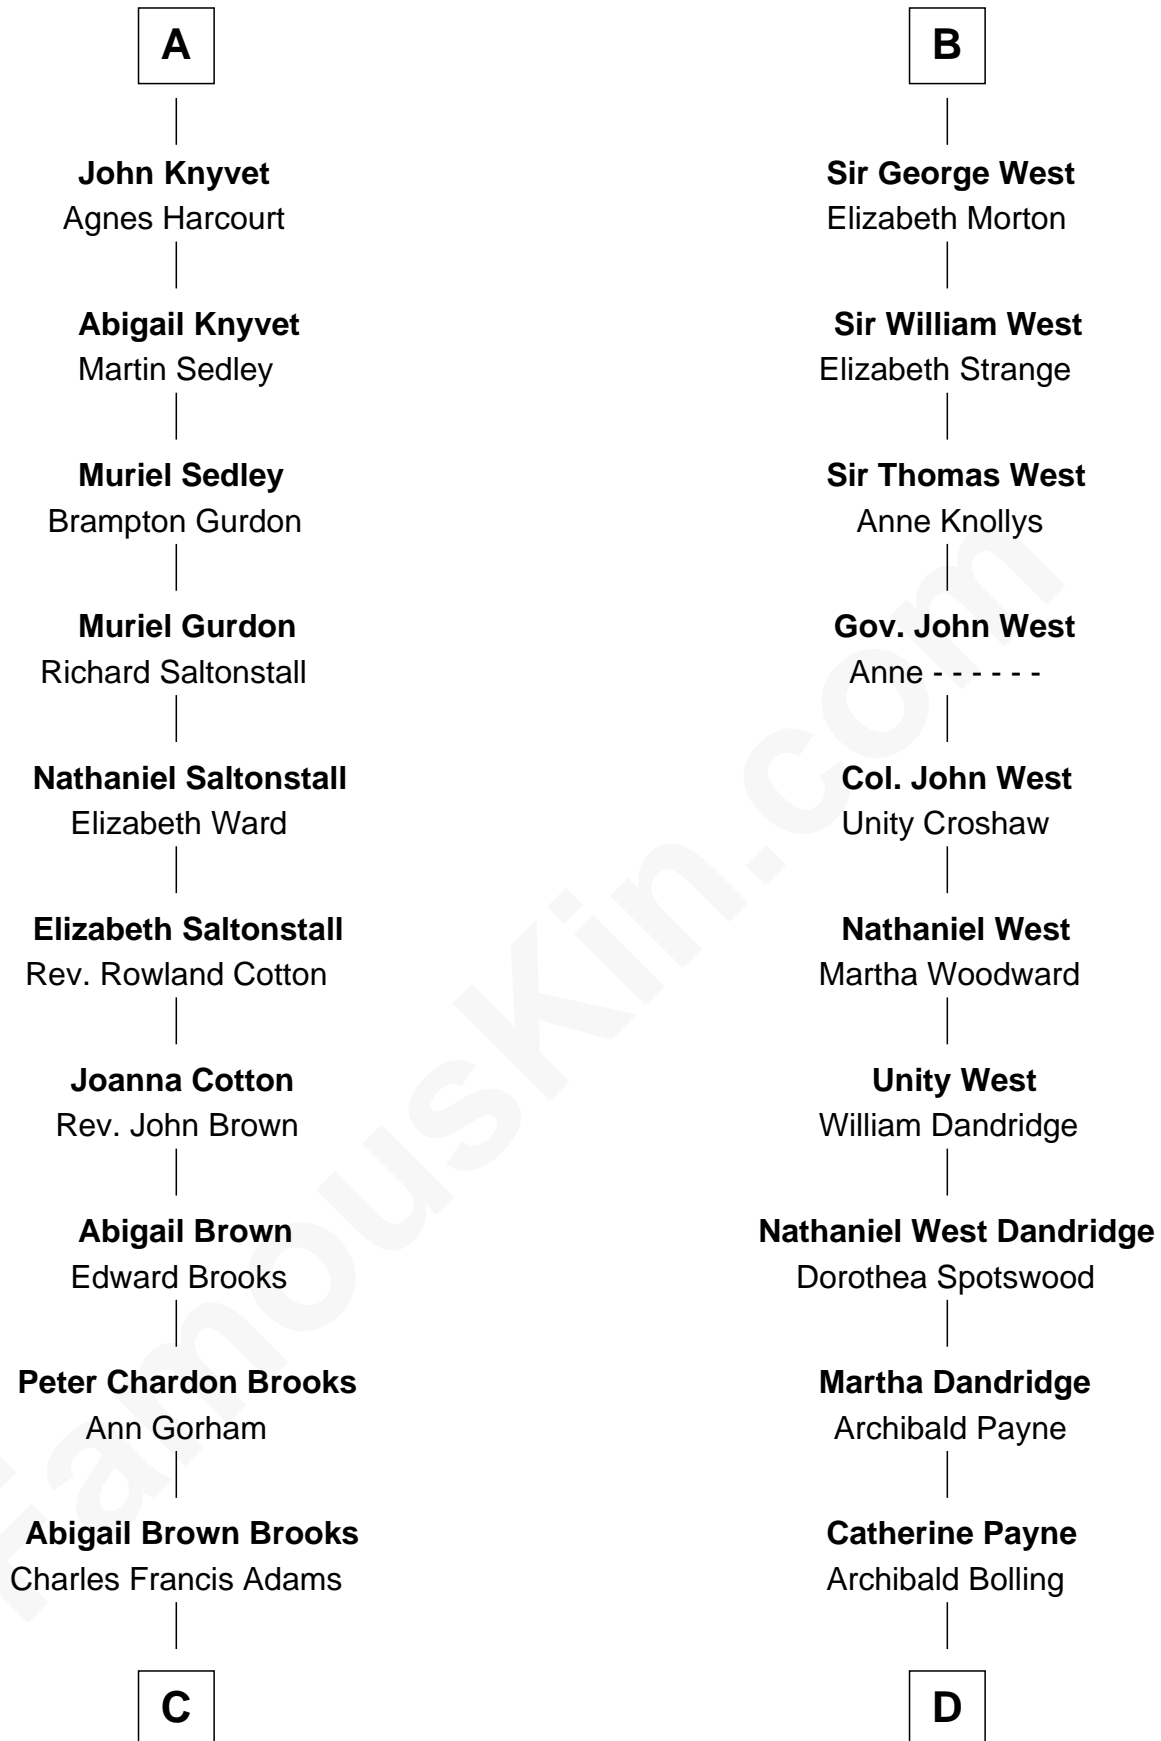 A
John Knyvet
Agnes Harcourt
Abigail Knyvet
Martin Sedley
Muriel Sedley
Brampton Gurdon
Muriel Gurdon
Richard Saltonstall
Nathaniel Saltonstall
Elizabeth Ward
Elizabeth Saltonstall
Rev. Rowland Cotton
Joanna Cotton
Rev. John Brown
Abigail Brown
Edward Brooks
Peter Chardon Brooks
Ann Gorham
Abigail Brown Brooks
Charles Francis Adams
C
B
Sir George West
Elizabeth Morton
Sir William West
Elizabeth Strange
Sir Thomas West
Anne Knollys
Gov. John West
Anne - - - - - -
Col. John West
Unity Croshaw
Nathaniel West
Martha Woodward
Unity West
William Dandridge
Nathaniel West Dandridge
Dorothea Spotswood
Martha Dandridge
Archibald Payne
Catherine Payne
Archibald Bolling
D
FamousKin.com